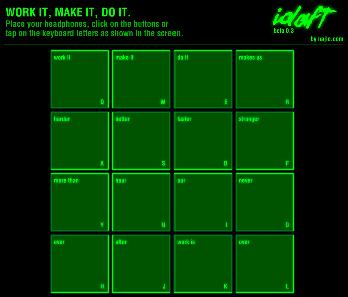 WORK IT, MAKE IT, DO IT.
Place your headphones, click on the buttons or
tap on the keyboard letters as shown in the screen.
idaft
beta 0.3
by najle.com
work it
make it
do it
makes us
Q
W
E
R
harder
better
faster
stronger
A
S
D
F
more than
hour
our
never
Y
U
I
O
ever
after
work is
over
H
J
K
L